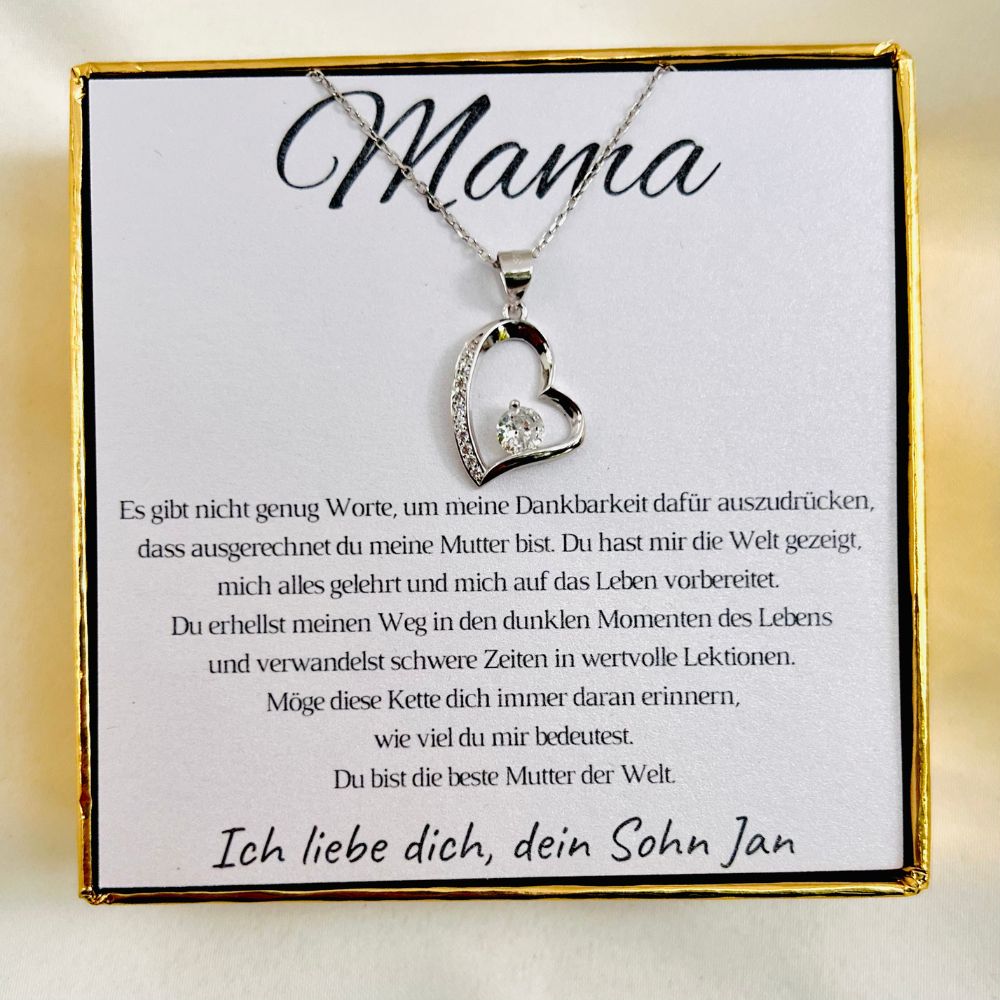 Mama
Es gibt nicht genug Worte, um meine Dankbarkeit dafür auszudrücken,
dass ausgerechnet du meine Mutter bist. Du hast mir die Welt gezeigt,
mich alles gelehrt und mich auf das Leben vorbereitet.
Du erhellst meinen Weg in den dunklen Momenten des Lebens
und verwandelst schwere Zeiten in wertvolle Lektionen.
Möge diese Kette dich immer daran erinnern,
wie viel du mir bedeutest.
Du bist die beste Mutter der Welt.
Ich liebe dich, dein Sohn Jan